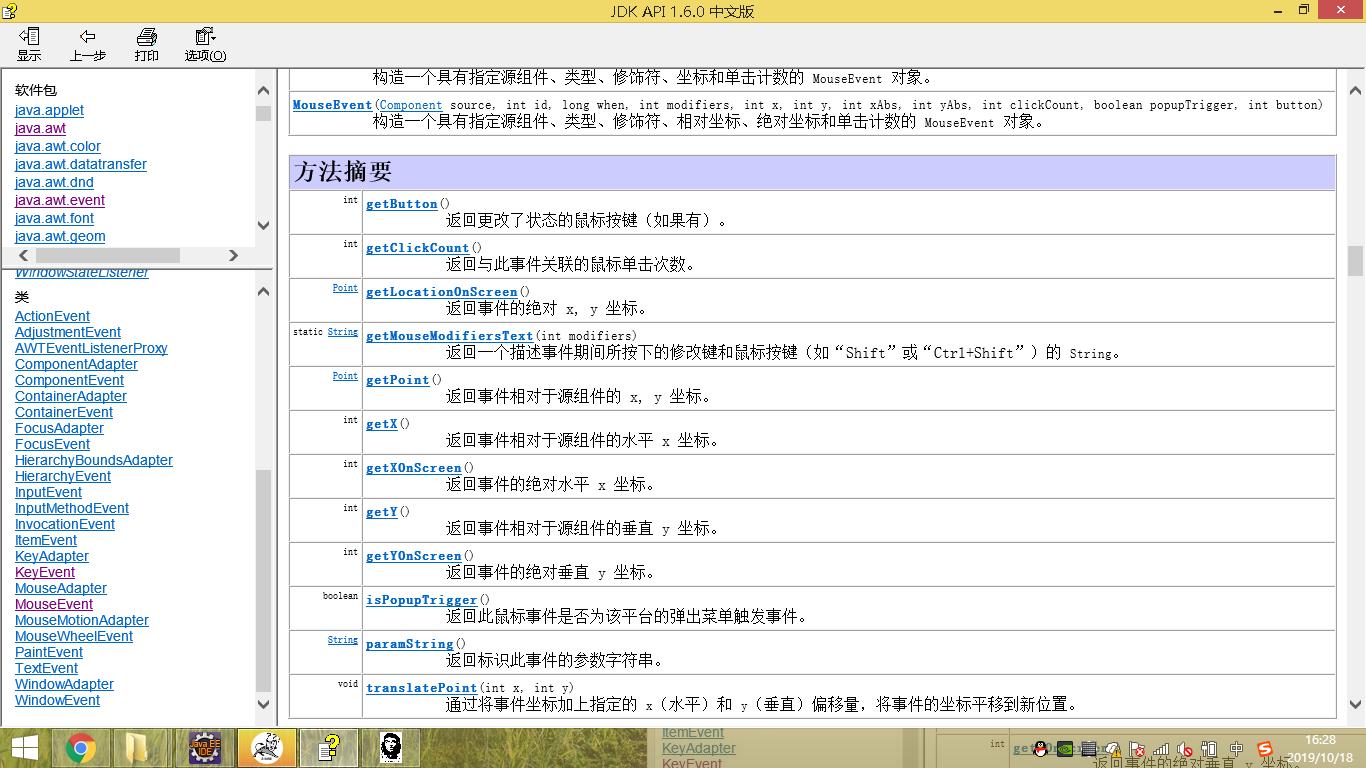 JDK API 1.6.0 中文版
显示 上一步 打印 选项(O)
软件包
java.applet
java.awt
java.awt.color
java.awt.datatransfer
java.awt.dnd
java.awt.event
java.awt.font
java.awt.geom
WindowStateListener
类
ActionEvent
AdjustmentEvent
AWTEventListenerProxy
ComponentAdapter
ComponentEvent
ContainerAdapter
ContainerEvent
FocusAdapter
FocusEvent
HierarchyBoundsAdapter
HierarchyEvent
InputEvent
InputMethodEvent
InvocationEvent
ItemEvent
KeyAdapter
KeyEvent
MouseAdapter
MouseEvent
MouseMotionAdapter
MouseWheelEvent
PaintEvent
TextEvent
WindowAdapter
WindowEvent
构造一个具有指定源组件、类型、修饰符、坐标和单击计数的 MouseEvent 对象。
MouseEvent(Component source, int id, long when, int modifiers, int x, int y, int xAbs, int yAbs, int clickCount, boolean popupTrigger, int button)
构造一个具有指定源组件、类型、修饰符、相对坐标、绝对坐标和单击计数的 MouseEvent 对象。
方法摘要
int getButton()
返回更改了状态的鼠标按键（如果有）。
int getClickCount()
返回与此事件关联的鼠标单击次数。
Point getLocationOnScreen()
返回事件的绝对 x, y 坐标。
static String getMouseModifiersText(int modifiers)
返回一个描述事件期间所按下的修改键和鼠标按键（如“Shift”或“Ctrl+Shift”）的 String。
Point getPoint()
返回事件相对于源组件的 x, y 坐标。
int getX()
返回事件相对于源组件的水平 x 坐标。
int getXOnScreen()
返回事件的绝对水平 x 坐标。
int getY()
返回事件相对于源组件的垂直 y 坐标。
int getYOnScreen()
返回事件的绝对垂直 y 坐标。
boolean isPopupTrigger()
返回此鼠标事件是否为该平台的弹出菜单触发事件。
String paramString()
返回标识此事件的参数字符串。
void translatePoint(int x, int y)
通过将事件坐标加上指定的 x（水平）和 y（垂直）偏移量，将事件的坐标平移到新位置。
Java EE
IDE
ItemEvent
KeyAdapter
KeyEvent
int
返回事件的绝对垂直 y 坐标。
中
16:28
2019/10/18